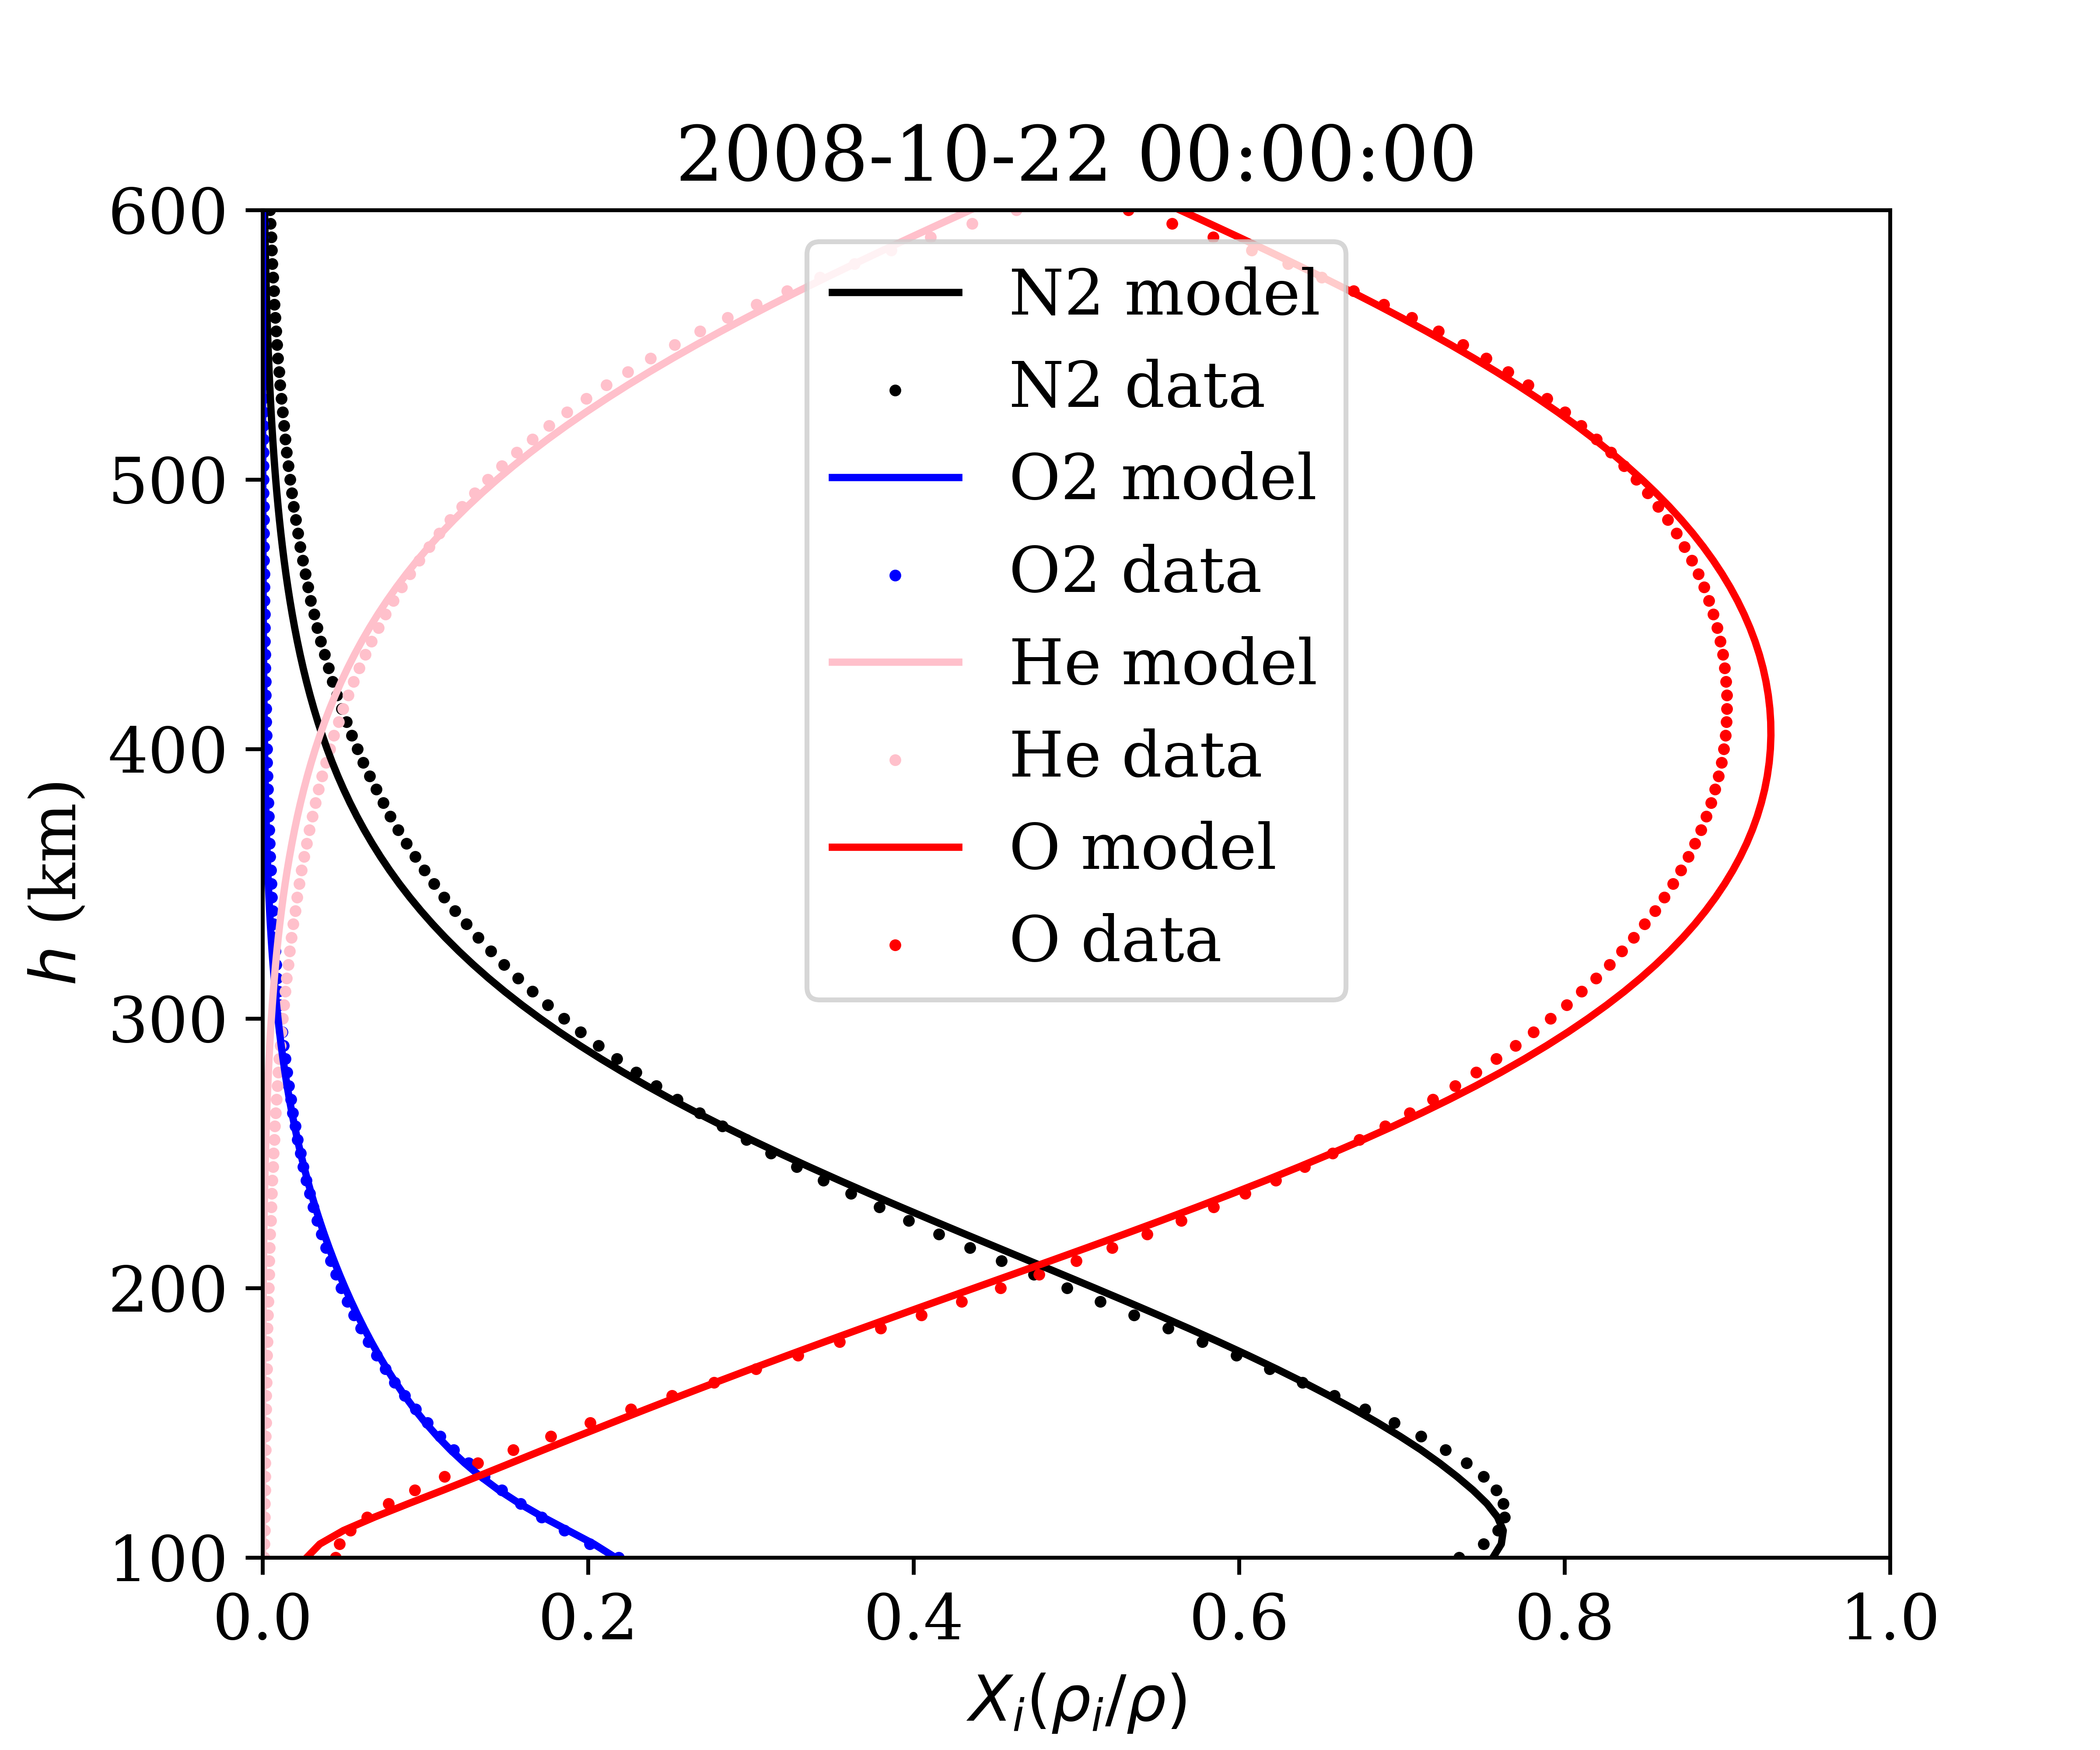 2008-10-22 00:00:00
600
500
400
300
200
100
h (km)
N2 model
N2 data
O2 model
O2 data
He model
He data
O model
O data
0.0 0.2 0.4 0.6 0.8 1.0
Xᵢ(ρᵢ/ρ)